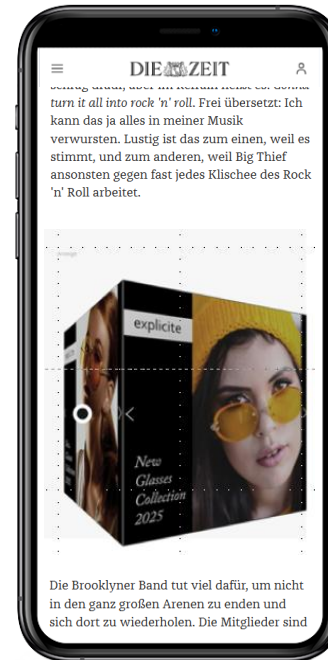 DIE ZEIT
turn it all into rock 'n' roll. Frei übersetzt: Ich
kann das ja alles in meiner Musik
verwursten. Lustig ist das zum einen, weil es
stimmt, und zum anderen, weil Big Thief
ansonsten gegen fast jedes Klischee des Rock
'n' Roll arbeitet.
Anzeige
explicite
New
Glasses
Collection
2025
Die Brooklyner Band tut viel dafür, um nicht
in den ganz großen Arenen zu enden und
sich dort zu wiederholen. Die Mitglieder sind